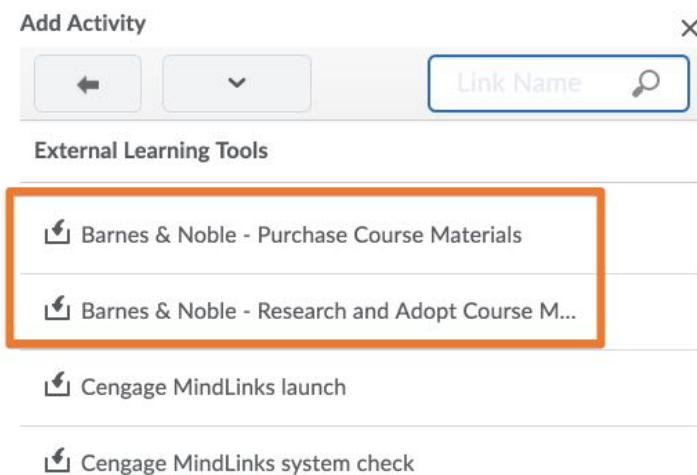 Add Activity
Link Name
External Learning Tools
Barnes & Noble - Purchase Course Materials
Barnes & Noble - Research and Adopt Course M...
Cengage MindLinks launch
Cengage MindLinks system check